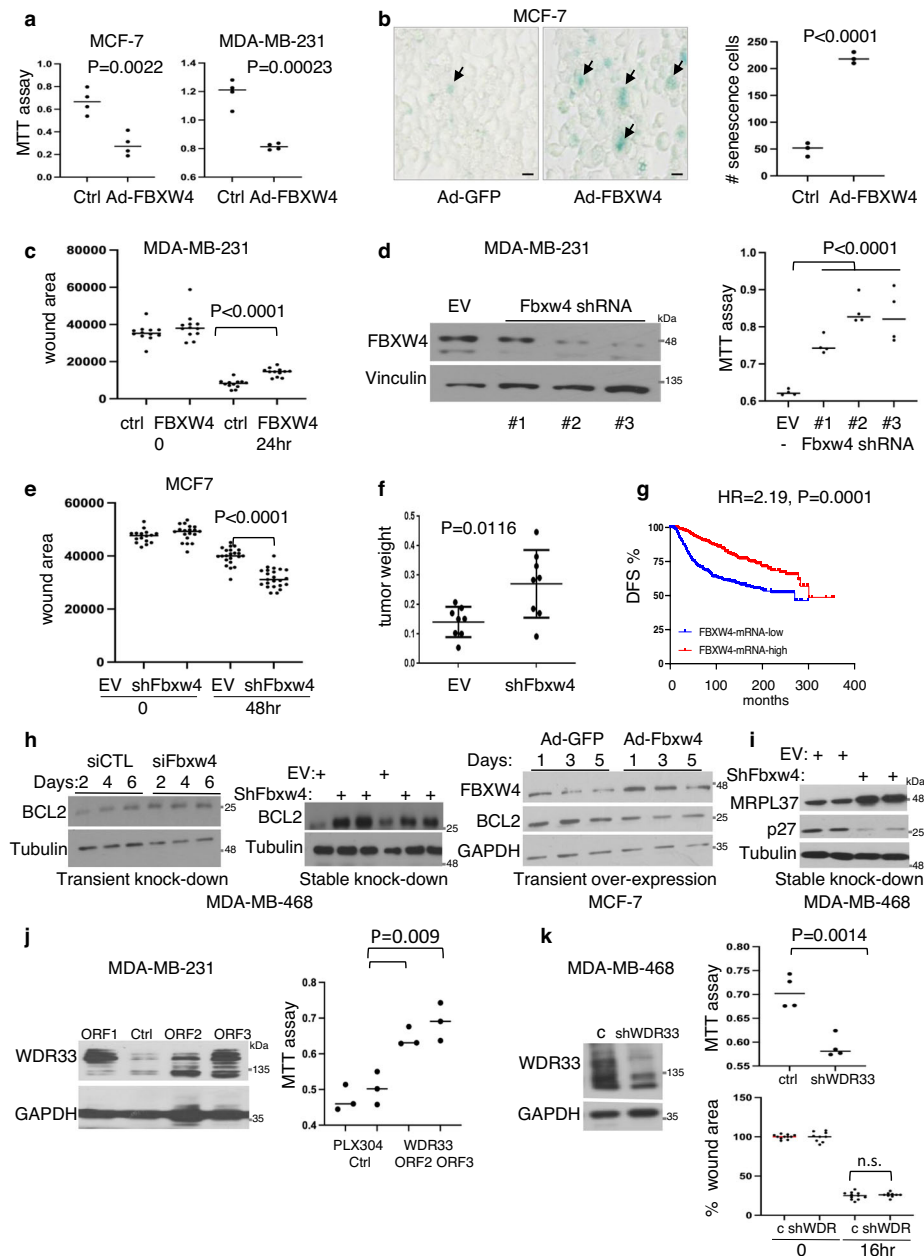 a
MCF-7
MDA-MB-231
P=0.0022
P=0.00023
MTT assay
1.0
0.8
0.6
0.4
0.2
0.0
1.4
1.2
1.0
0.8
0.6
Ctrl Ad-FBXW4
Ctrl Ad-FBXW4
b
MCF-7
Ad-GFP
Ad-FBXW4
P<0.0001
# senescence cells
250
200
150
100
50
0
Ctrl Ad-FBXW4
c
MDA-MB-231
wound area
80000
60000
40000
20000
0
P<0.0001
ctrl FBXW4 ctrl FBXW4
0 24hr
d
MDA-MB-231
EV Fbxw4 shRNA
kDa
FBXW4
48
Vinculin
135
#1 #2 #3
P<0.0001
MTT assay
1.0
0.9
0.8
0.7
0.6
EV #1 #2 #3
- Fbxw4 shRNA
e
MCF7
wound area
60000
40000
20000
0
P<0.0001
EV shFbxw4 EV shFbxw4
0 48hr
f
tumor weight
0.5
0.4
0.3
0.2
0.1
0.0
P=0.0116
EV shFbxw4
g
HR=2.19, P=0.0001
DFS %
100
75
50
25
0
FBXW4-mRNA-low
FBXW4-mRNA-high
0 100 200 300 400
months
h
siCTL siFbxw4
Days: 2 4 6 2 4 6
BCL2
25
Tubulin
48
Transient knock-down
EV: + +
ShFbxw4: + + + +
BCL2
25
Tubulin
48
Stable knock-down
MDA-MB-468
Ad-GFP Ad-Fbxw4
Days: 1 3 5 1 3 5
FBXW4
48
BCL2
25
GAPDH
35
Transient over-expression
MCF-7
i
EV: + +
ShFbxw4: + +
kDa
MRPL37
48
p27
25
Tubulin
48
Stable knock-down
MDA-MB-468
j
MDA-MB-231
ORF1 Ctrl ORF2 ORF3
kDa
WDR33
135
GAPDH
35
P=0.009
MTT assay
0.8
0.7
0.6
0.5
0.4
PLX304 WDR33
Ctrl ORF2 ORF3
k
MDA-MB-468
c shWDR33
WDR33
135
GAPDH
35
P=0.0014
MTT assay
0.80
0.75
0.70
0.65
0.60
0.55
ctrl shWDR33
% wound area
150
100
50
0
n.s.
c shWDR c shWDR
0 16hr